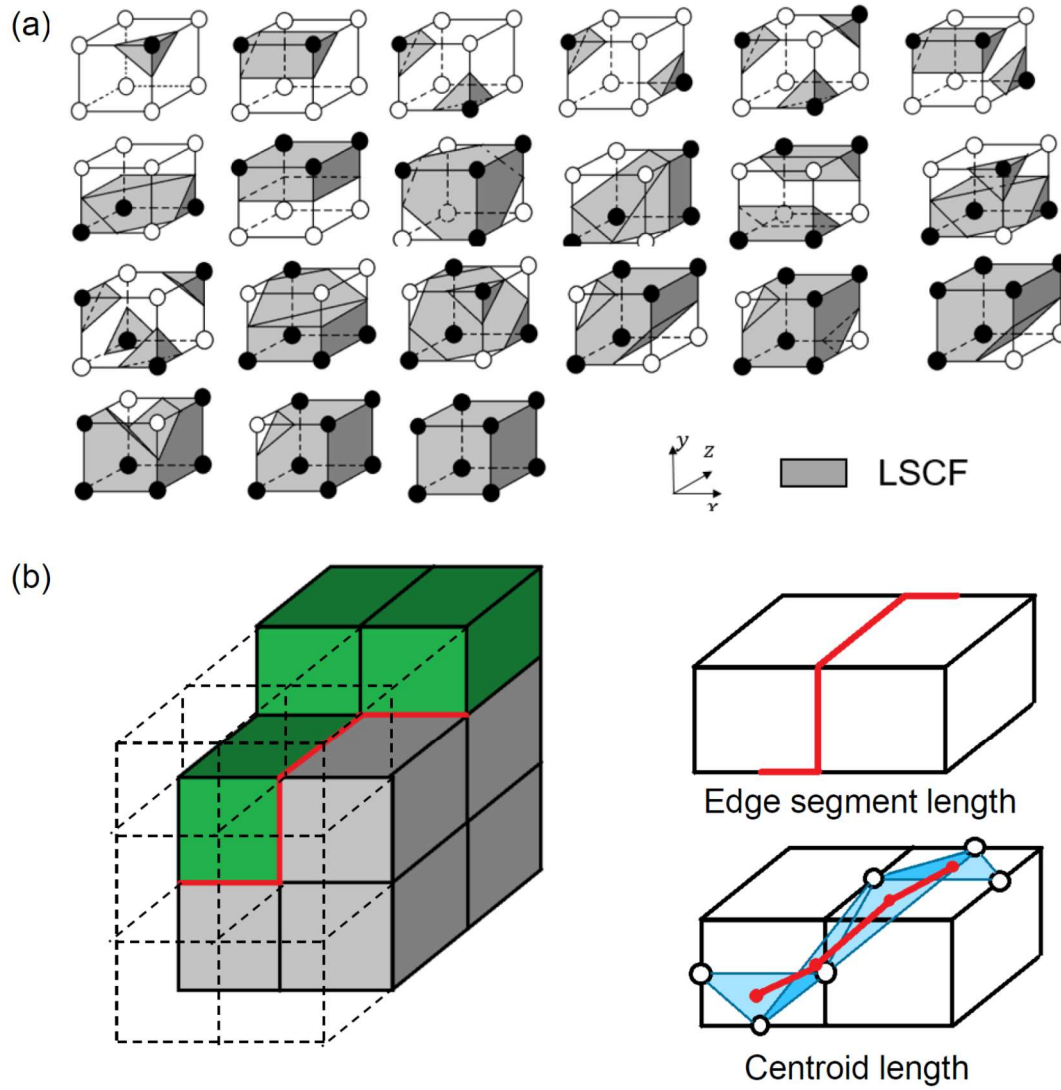 (a)
y
z
x
LSCF
(b)
Edge segment length
Centroid length